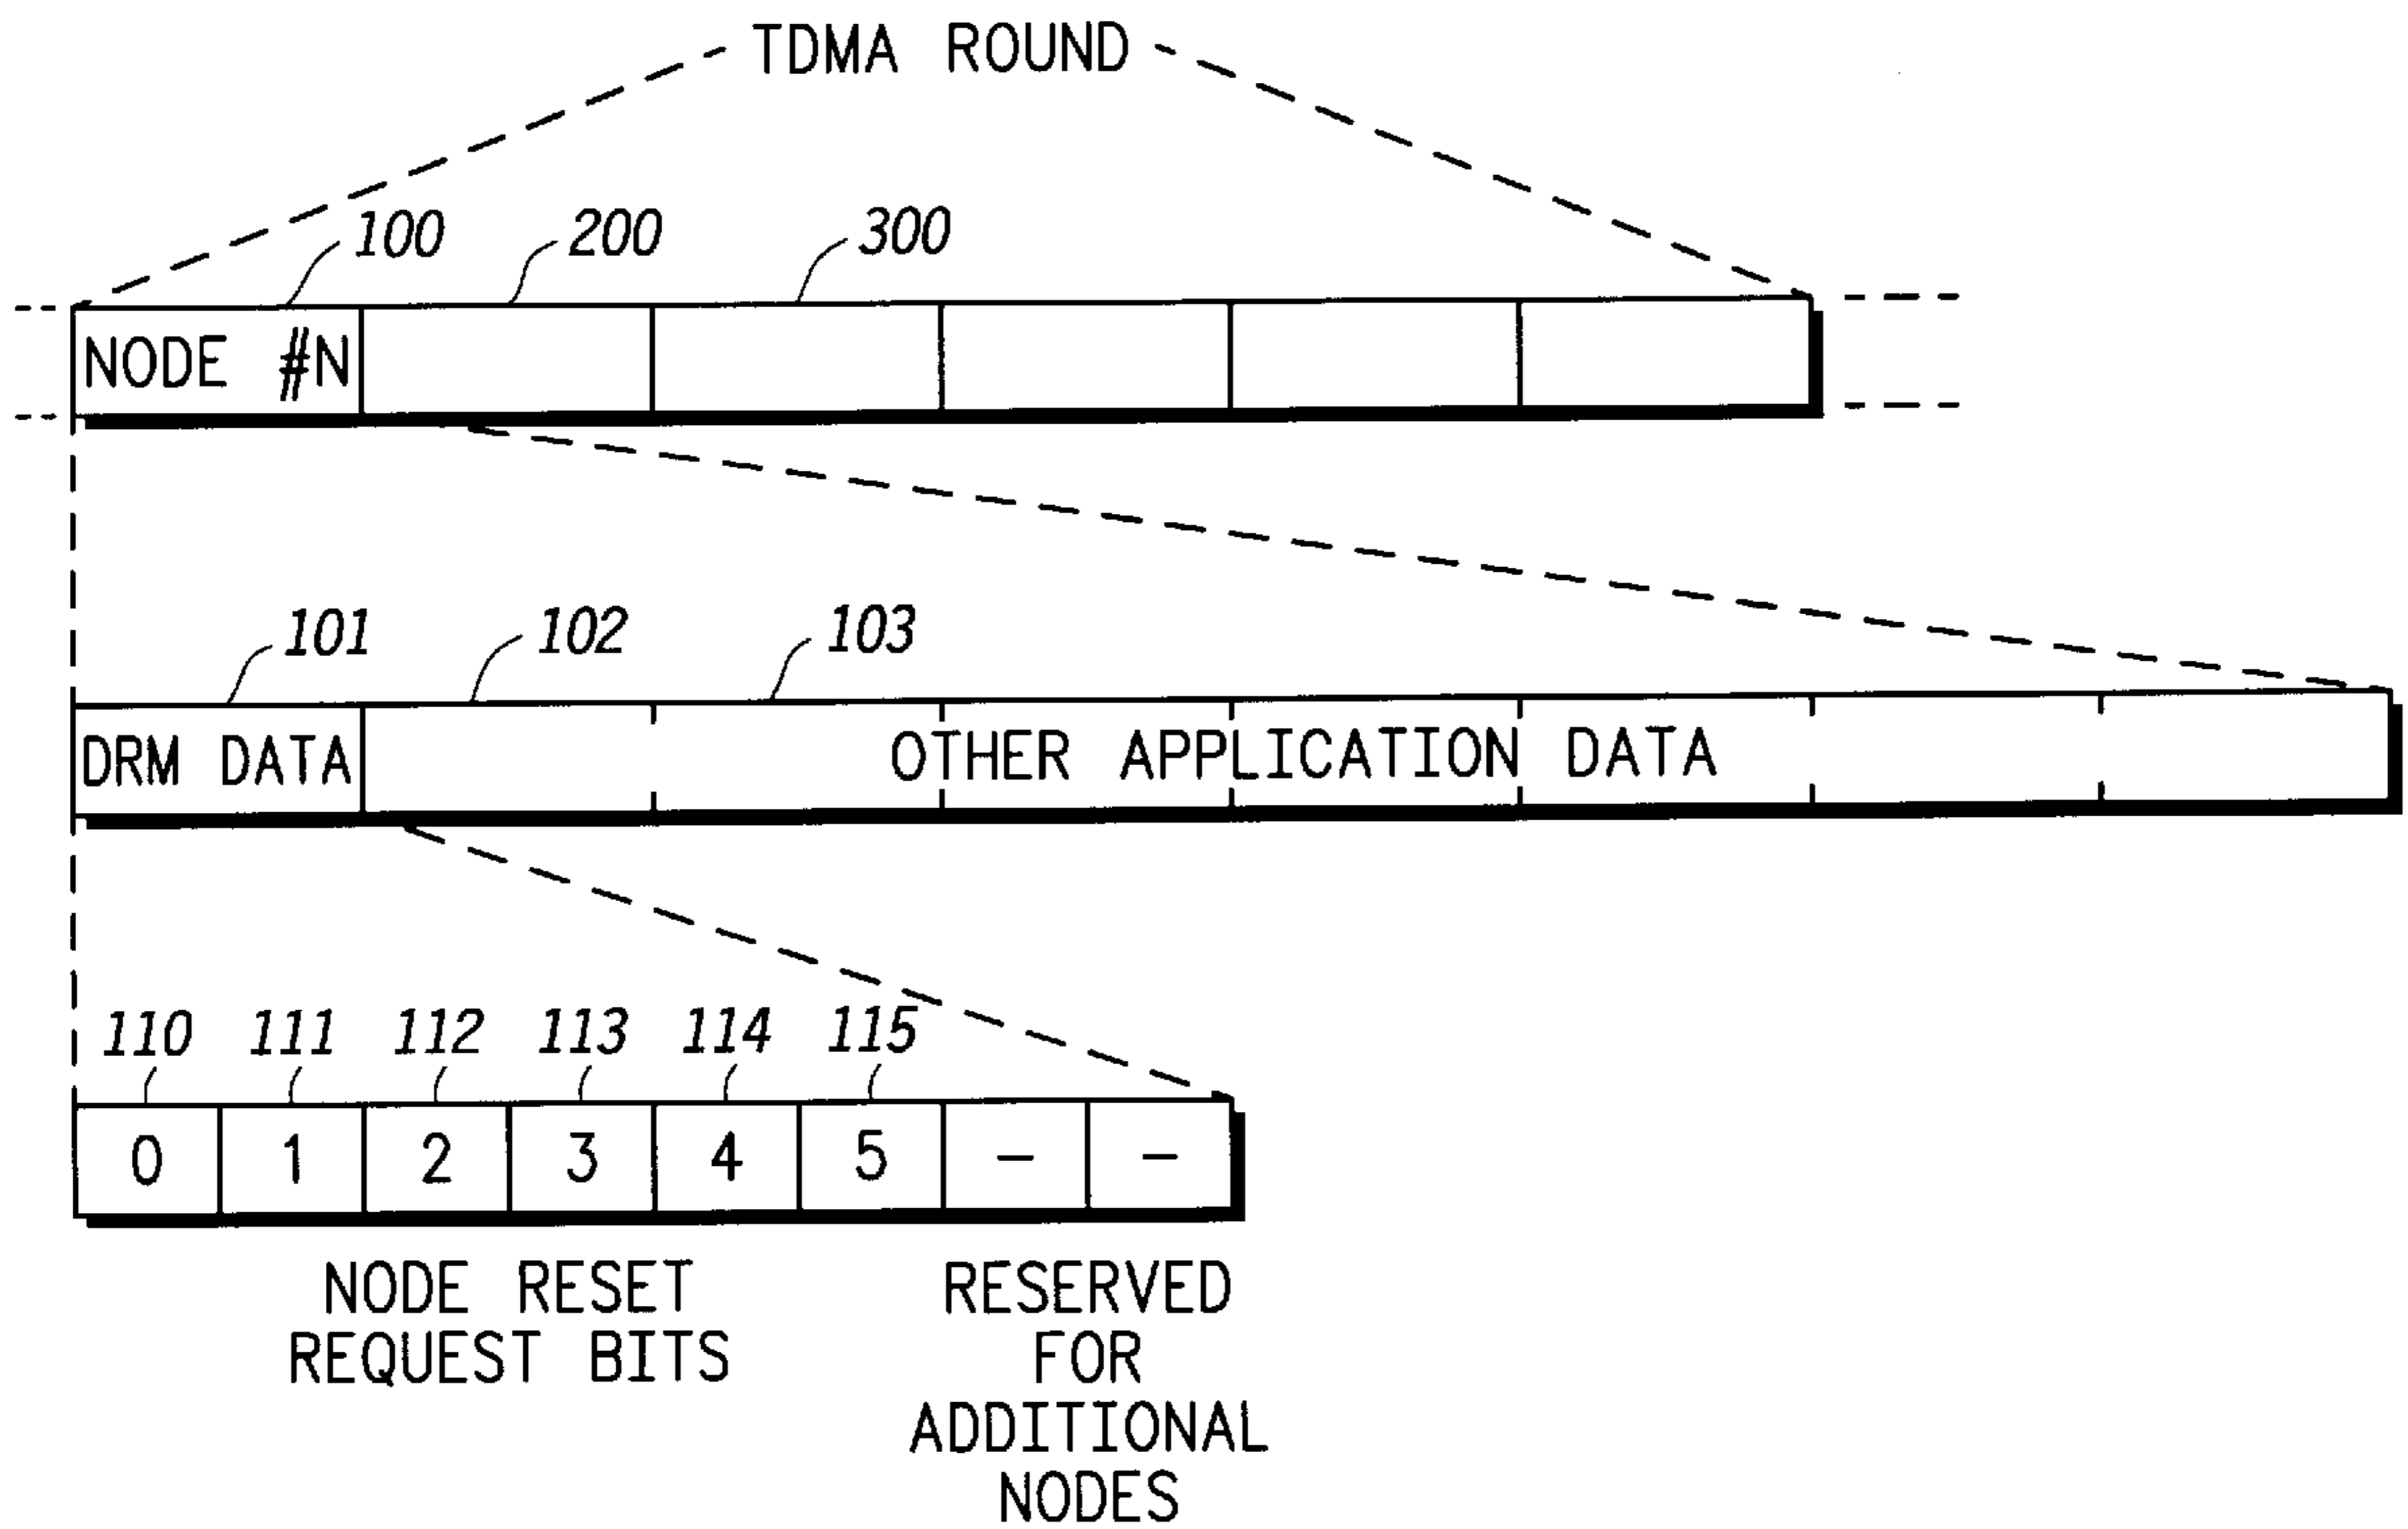 TDMA ROUND
100 200 300
NODE #N
101 102 103
DRM DATA OTHER APPLICATION DATA
110 111 112 113 114 115
0 1 2 3 4 5 – –
NODE RESET
REQUEST BITS
RESERVED
FOR
ADDITIONAL
NODES